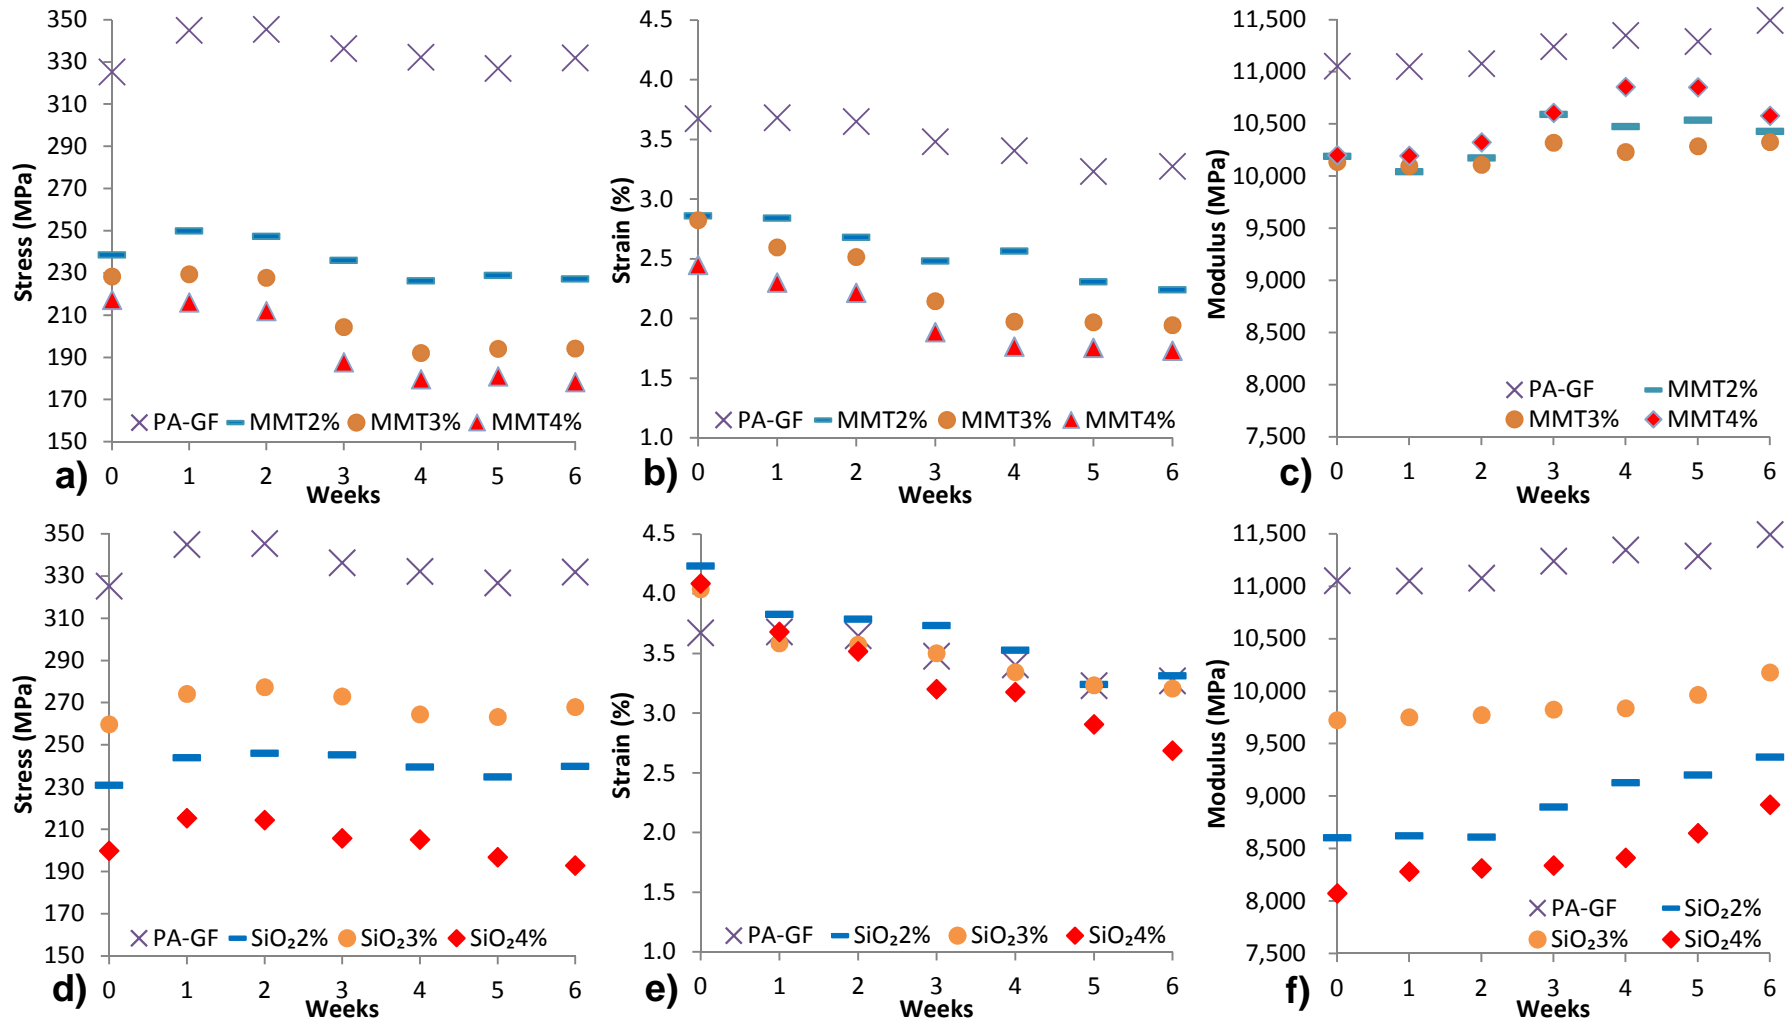 350
330
310
290
270
250
230
210
190
170
150
Stress (MPa)
PA-GF MMT2% MMT3% MMT4%
0 1 2 3 4 5 6
Weeks
a)
4.5
4.0
3.5
3.0
2.5
2.0
1.5
1.0
Strain (%)
PA-GF MMT2% MMT3% MMT4%
0 1 2 3 4 5 6
Weeks
b)
11,500
11,000
10,500
10,000
9,500
9,000
8,500
8,000
7,500
Modulus (MPa)
PA-GF MMT2%
MMT3% MMT4%
0 1 2 3 4 5 6
Weeks
c)
350
330
310
290
270
250
230
210
190
170
150
Stress (MPa)
PA-GF SiO₂2% SiO₂3% SiO₂4%
0 1 2 3 4 5 6
Weeks
d)
4.5
4.0
3.5
3.0
2.5
2.0
1.5
1.0
Strain (%)
PA-GF SiO₂2% SiO₂3% SiO₂4%
0 1 2 3 4 5 6
Weeks
e)
11,500
11,000
10,500
10,000
9,500
9,000
8,500
8,000
7,500
Modulus (MPa)
PA-GF SiO₂2%
SiO₂3% SiO₂4%
0 1 2 3 4 5 6
Weeks
f)